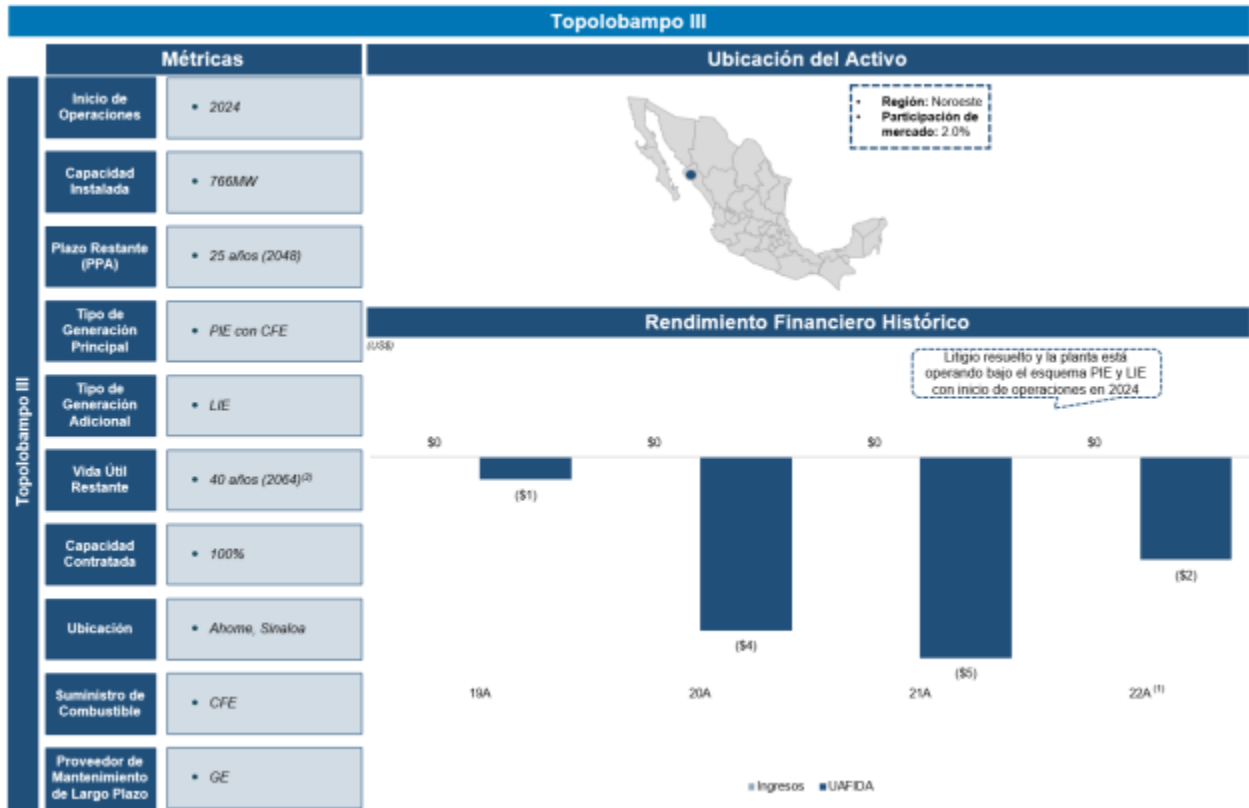 Topolobampo III
Métricas
Ubicación del Activo
Topolobampo III
Inicio de
Operaciones
• 2024
Capacidad
Instalada
• 766MW
Plazo Restante
(PPA)
• 25 años (2048)
Tipo de
Generación
Principal
• PIE con CFE
Tipo de
Generación
Adicional
• LIE
Vida Útil
Restante
• 40 años (2064)(2)
Capacidad
Contratada
• 100%
Ubicación
• Ahome, Sinaloa
Suministro de
Combustible
• CFE
Proveedor de
Mantenimiento
de Largo Plazo
• GE
• Región: Noroeste
• Participación de
mercado: 2.0%
Rendimiento Financiero Histórico
(US$)
Litigio resuelto y la planta está
operando bajo el esquema PIE y LIE
con inicio de operaciones en 2024
$0 $0 $0 $0
($1)
($4)
($5)
($2)
19A 20A 21A 22A (1)
Ingresos UAFIDA